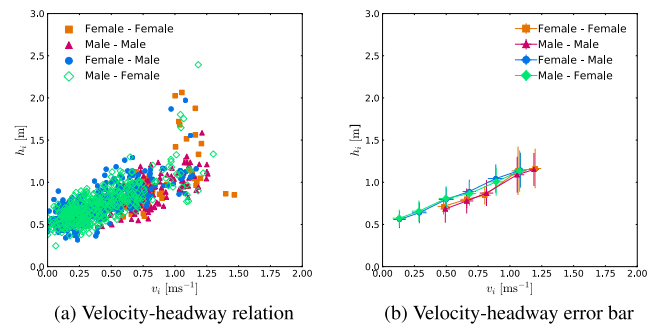 3.0
2.5
2.0
1.5
1.0
0.5
0.0
h_i [m]
Female - Female
Male - Male
Female - Male
Male - Female
0.00 0.25 0.50 0.75 1.00 1.25 1.50 1.75 2.00
v_i [ms⁻¹]
(a) Velocity-headway relation
3.0
2.5
2.0
1.5
1.0
0.5
0.0
h_i [m]
Female - Female
Male - Male
Female - Male
Male - Female
0.00 0.25 0.50 0.75 1.00 1.25 1.50 1.75 2.00
v_i [ms⁻¹]
(b) Velocity-headway error bar